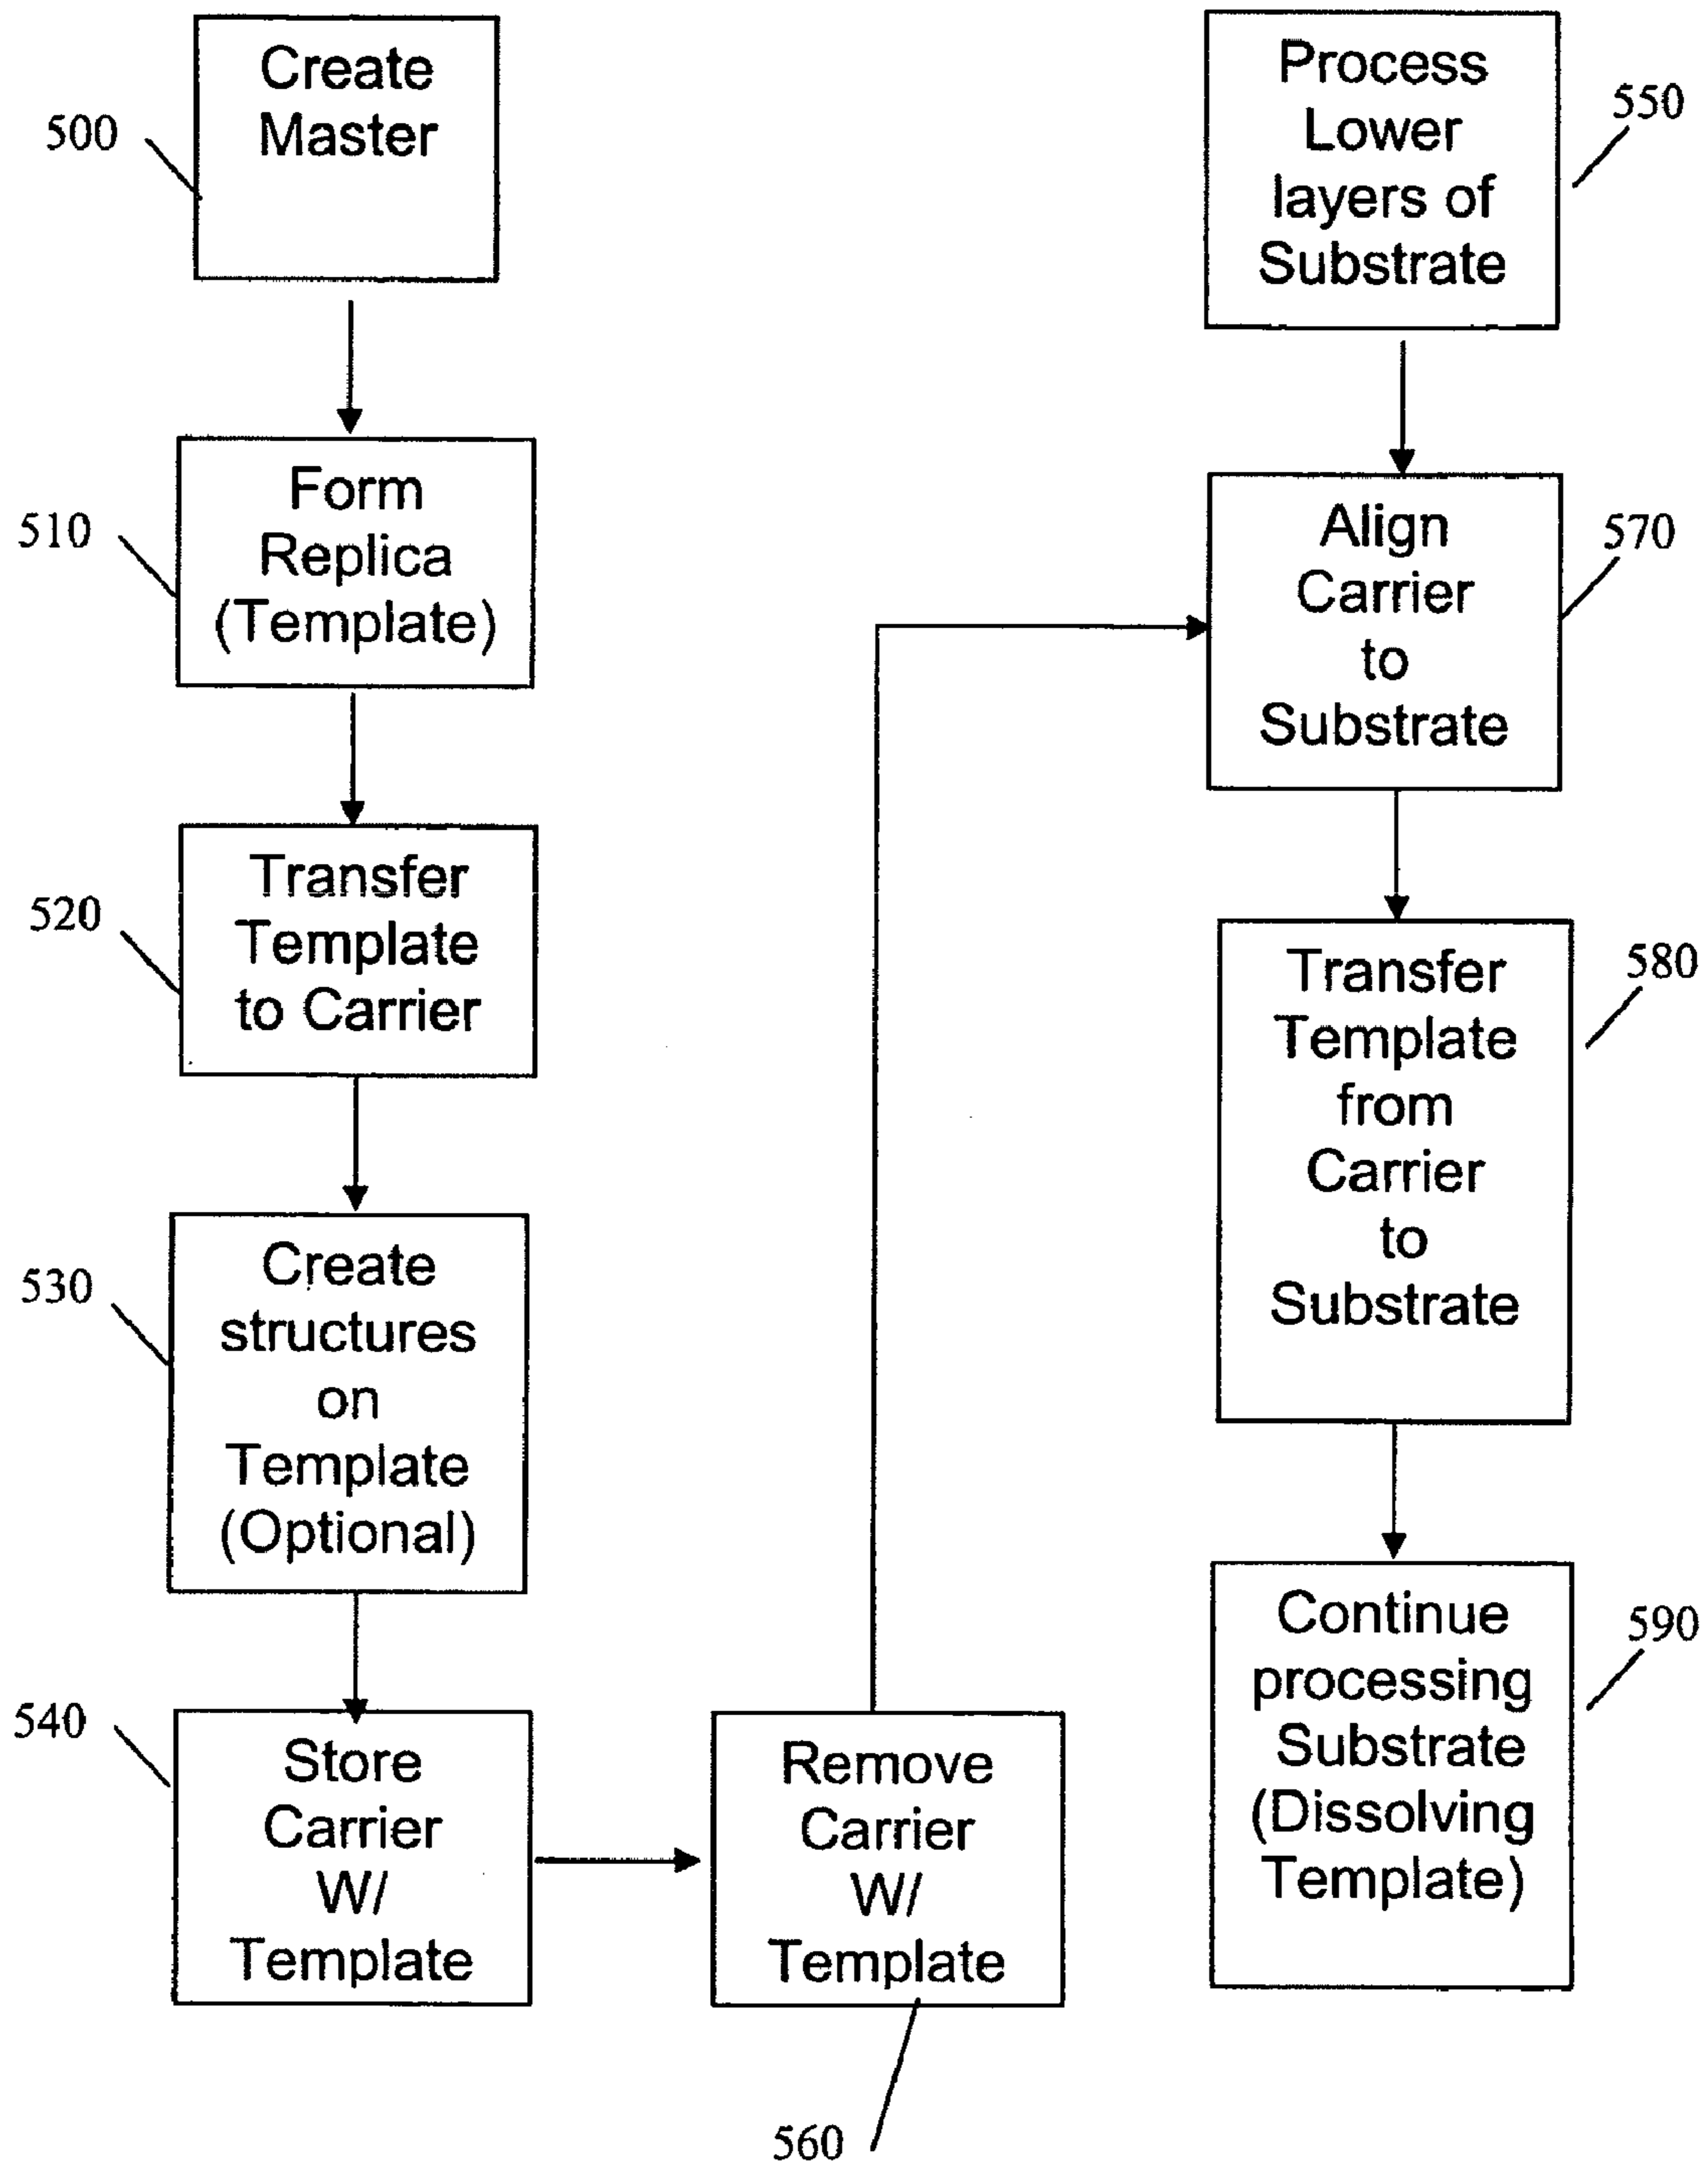 500
Create
Master
510
Form
Replica
(Template)
520
Transfer
Template
to Carrier
530
Create
structures
on
Template
(Optional)
540
Store
Carrier
W/
Template
Remove
Carrier
W/
Template
560
Process
Lower
layers of
Substrate
550
Align
Carrier
to
Substrate
570
Transfer
Template
from
Carrier
to
Substrate
580
Continue
processing
Substrate
(Dissolving
Template)
590